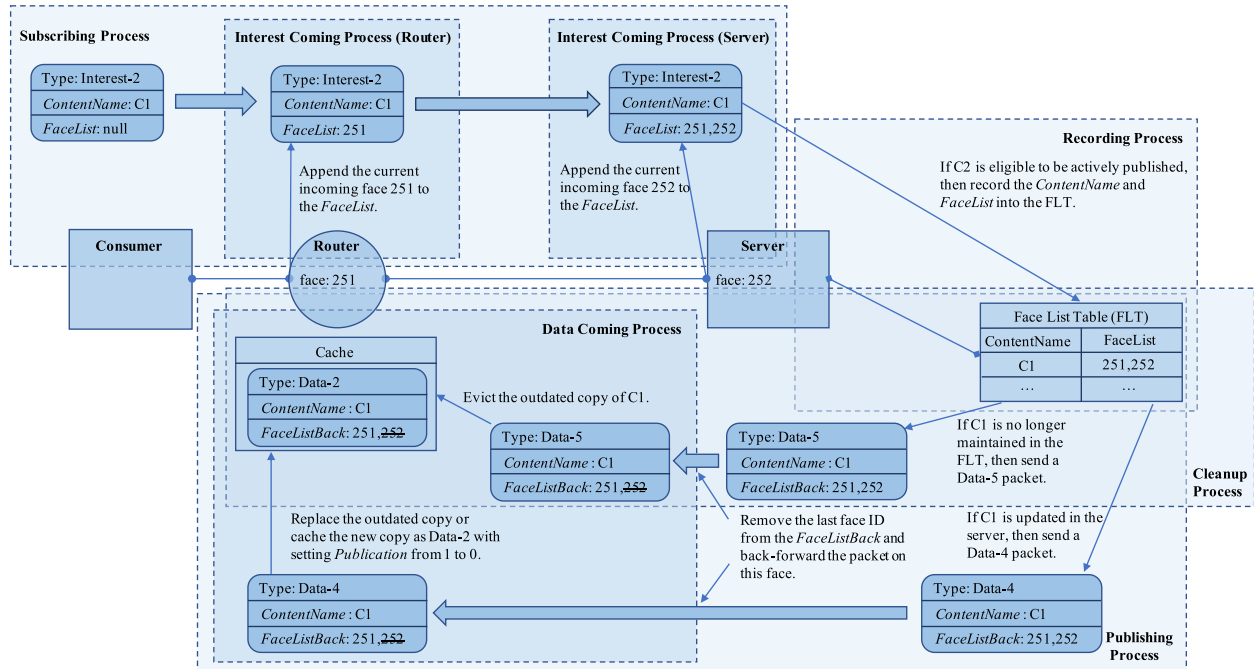 Subscribing Process
Interest Coming Process (Router)
Interest Coming Process (Server)
Type: Interest-2
ContentName: C1
FaceList: null
Type: Interest-2
ContentName: C1
FaceList: 251
Type: Interest-2
ContentName: C1
FaceList: 251,252
Append the current
incoming face 251 to
the FaceList.
Append the current
incoming face 252 to
the FaceList.
Recording Process
If C2 is eligible to be actively published,
then record the ContentName and
FaceList into the FLT.
Consumer
Router
face: 251
Server
face: 252
Face List Table (FLT)
ContentName FaceList
C1 251,252
... ...
Data Coming Process
Cache
Type: Data-2
ContentName : C1
FaceListBack: 251,252
Evict the outdated copy of C1.
Type: Data-5
ContentName : C1
FaceListBack: 251,252
Type: Data-5
ContentName : C1
FaceListBack: 251,252
If C1 is no longer
maintained in the
FLT, then send a
Data-5 packet.
Cleanup
Process
Replace the outdated copy or
cache the new copy as Data-2 with
setting Publication from 1 to 0.
Remove the last face ID
from the FaceListBack and
back-forward the packet on
this face.
If C1 is updated in the
server, then send a
Data-4 packet.
Type: Data-4
ContentName : C1
FaceListBack: 251,252
Type: Data-4
ContentName : C1
FaceListBack: 251,252
Publishing
Process